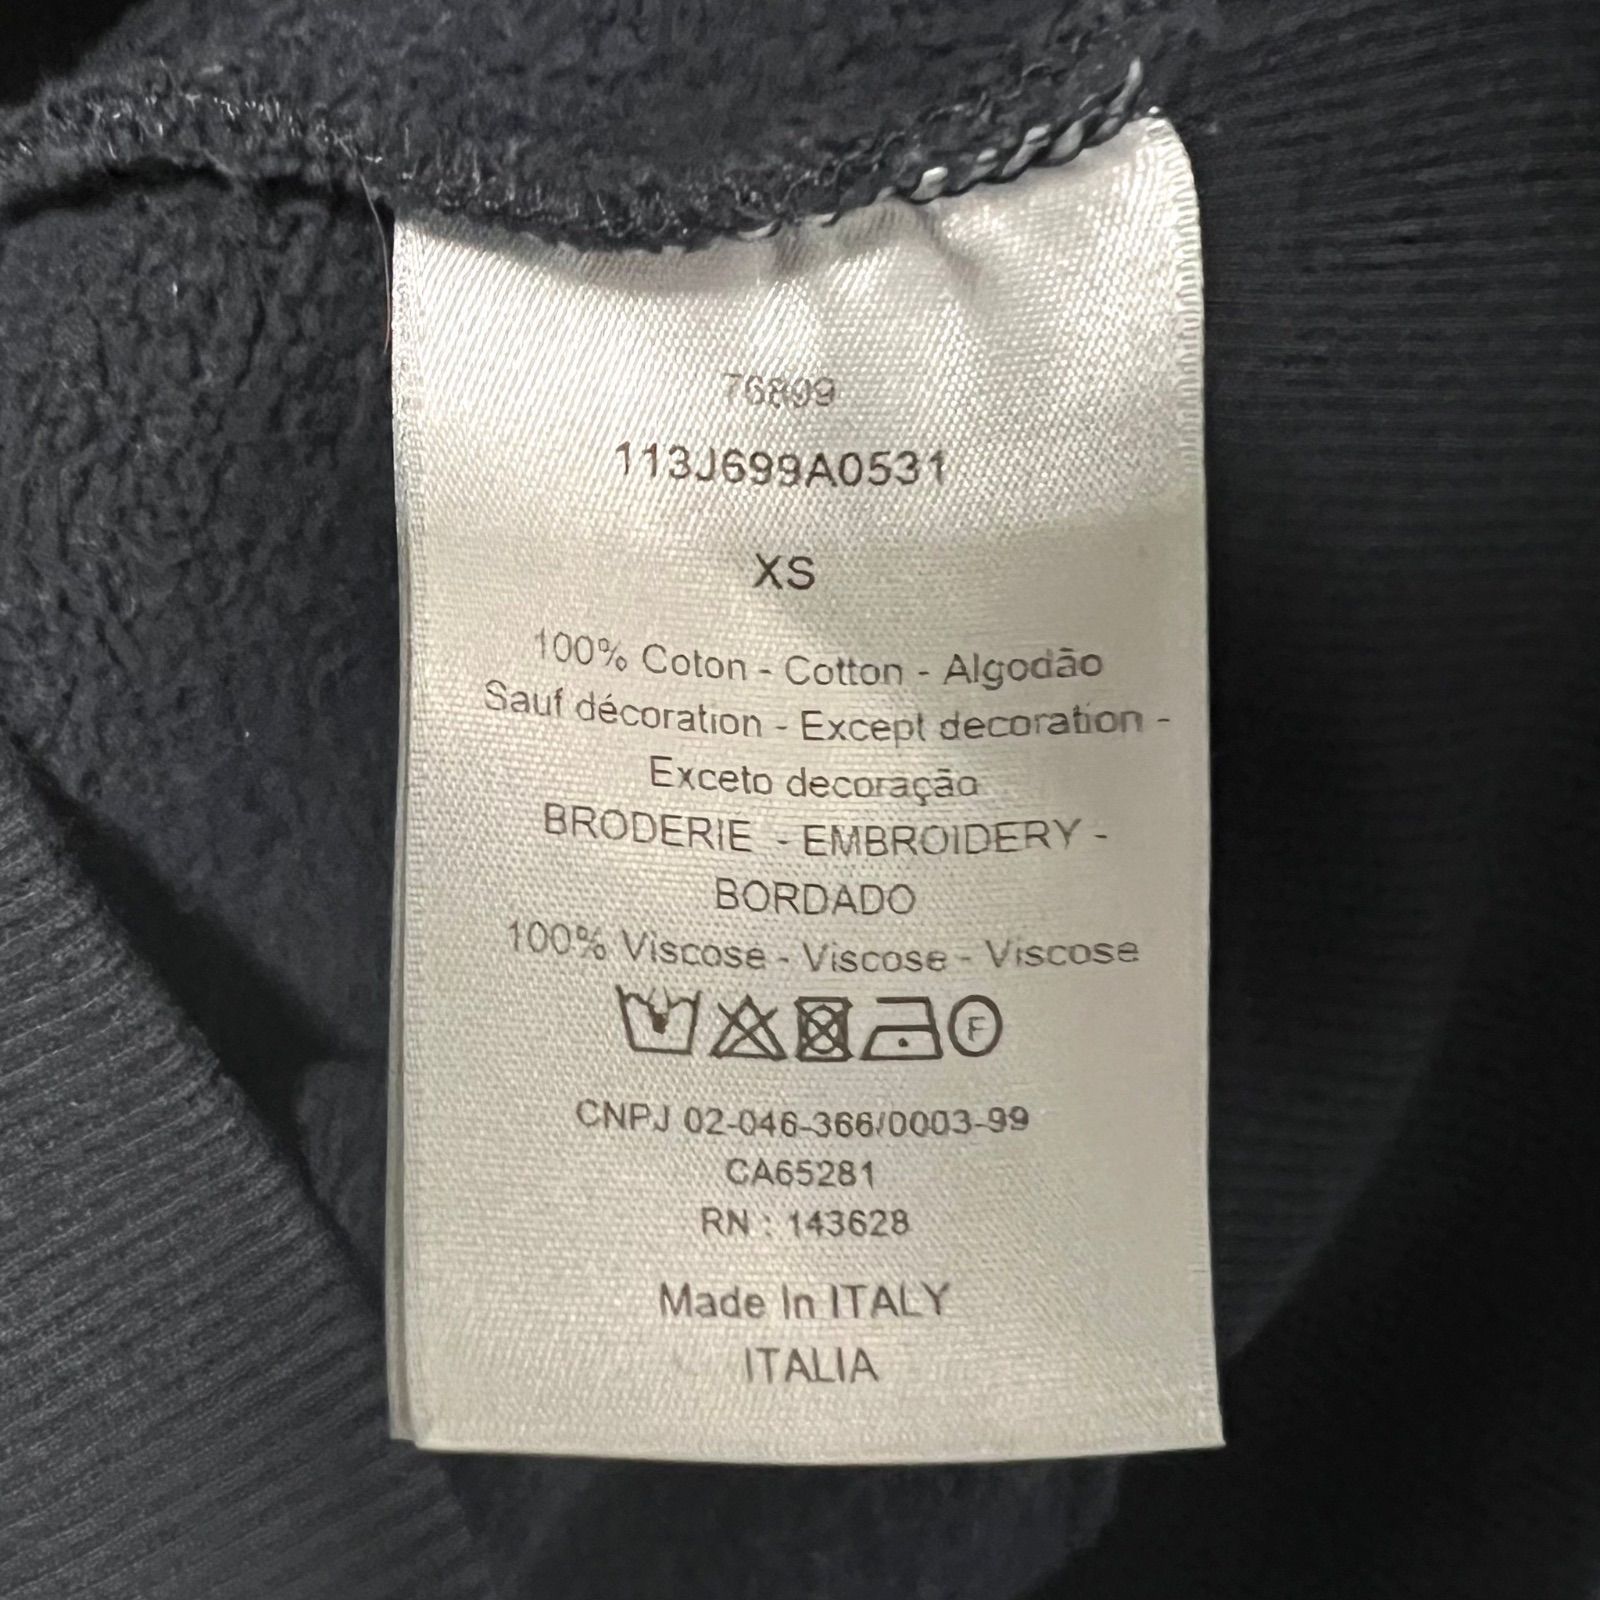 76899
113J699A0531
XS
100% Coton - Cotton - Algodão
Sauf décoration - Except decoration -
Exceto decoração
BRODERIE - EMBROIDERY -
BORDADO
100% Viscose - Viscose - Viscose
F
CNPJ 02-046-366/0003-99
CA65281
RN : 143628
Made In ITALY
ITALIA